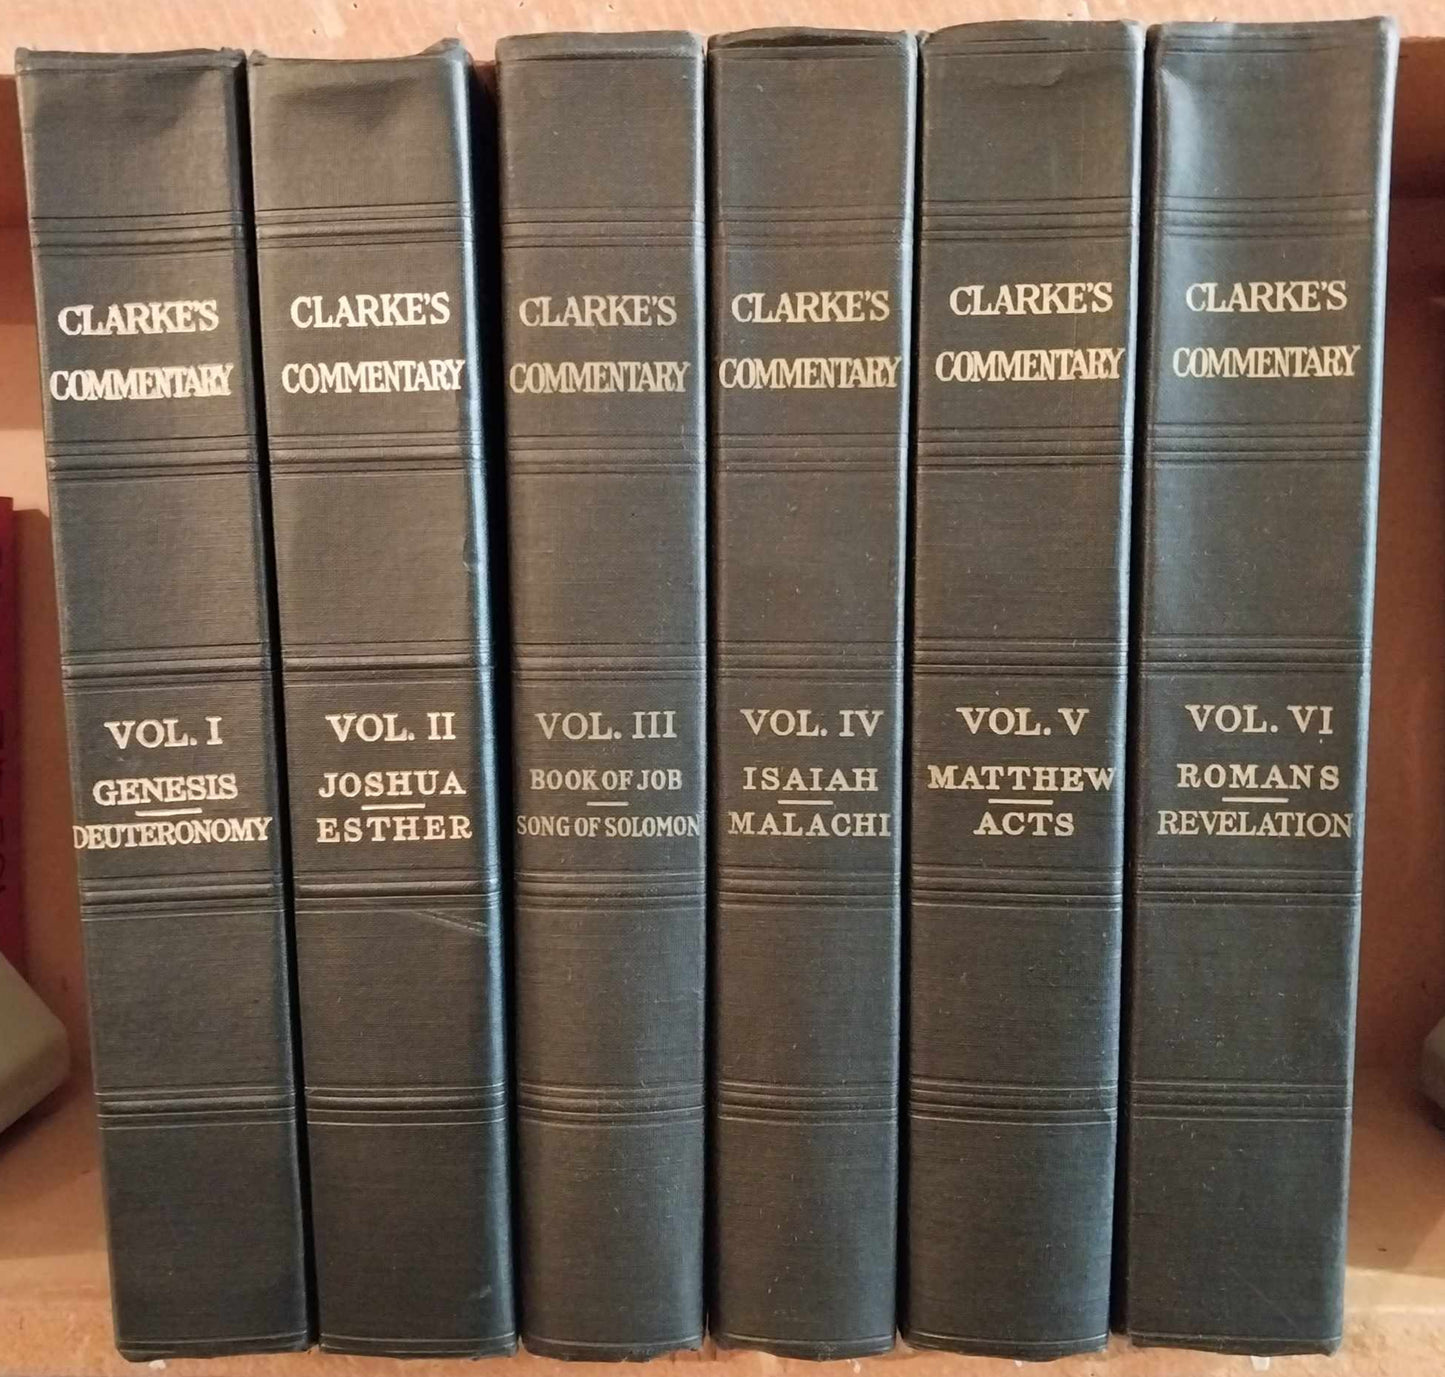 CLARKE'S
COMMENTARY
VOL. I
GENESIS
DEUTERONOMY
CLARKE'S
COMMENTARY
VOL. II
JOSHUA
ESTHER
CLARKE'S
COMMENTARY
VOL. III
BOOK OF JOB
SONG OF SOLOMON
CLARKE'S
COMMENTARY
VOL. IV
ISAIAH
MALACHI
CLARKE'S
COMMENTARY
VOL. V
MATTHEW
ACTS
CLARKE'S
COMMENTARY
VOL. VI
ROMANS
REVELATION